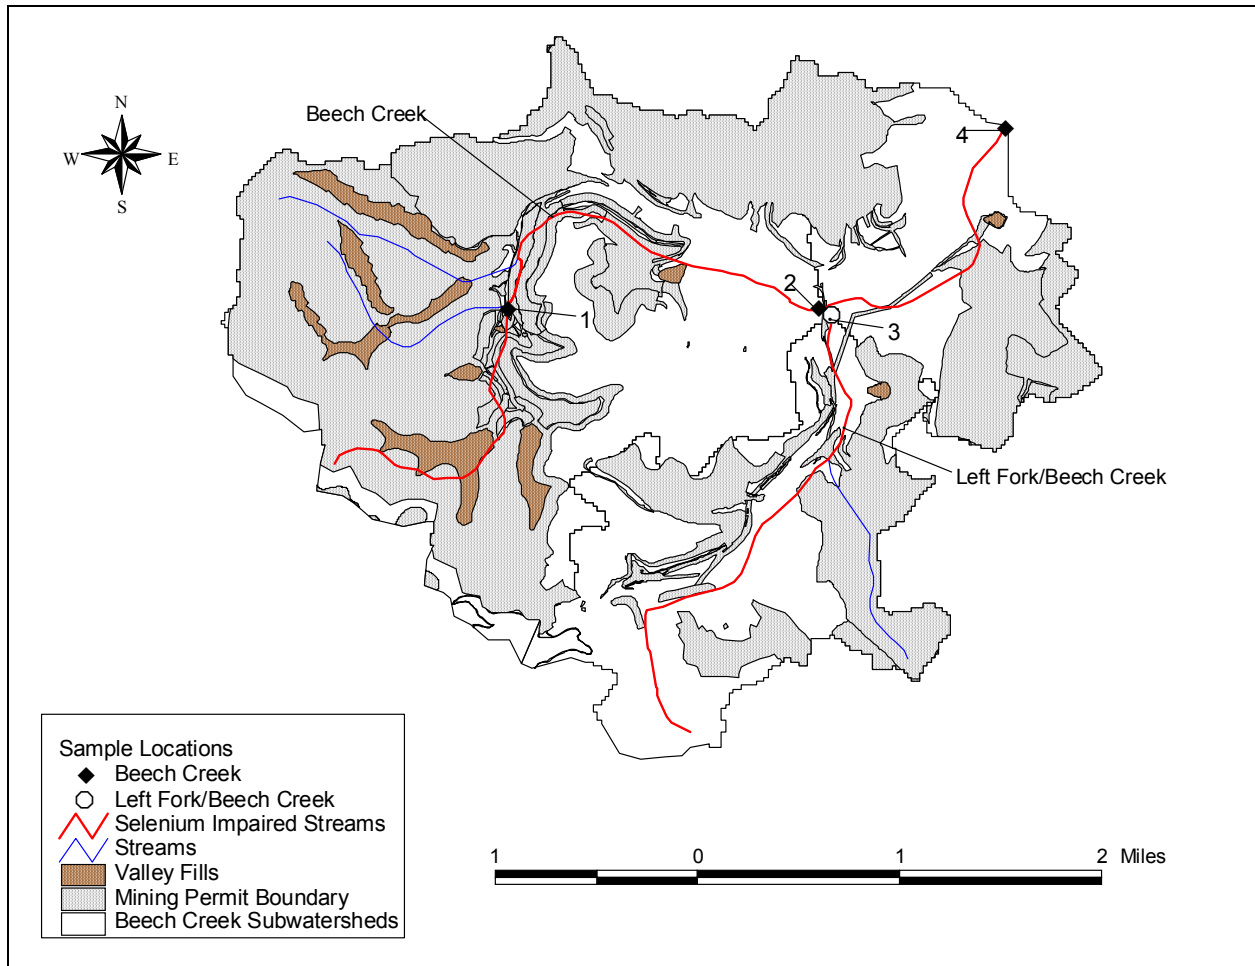 N
W E
S
Beech Creek
4
2
1
3
Left Fork/Beech Creek
Sample Locations
Beech Creek
Left Fork/Beech Creek
Selenium Impaired Streams
Streams
Valley Fills
Mining Permit Boundary
Beech Creek Subwatersheds
1 0 1 2 Miles